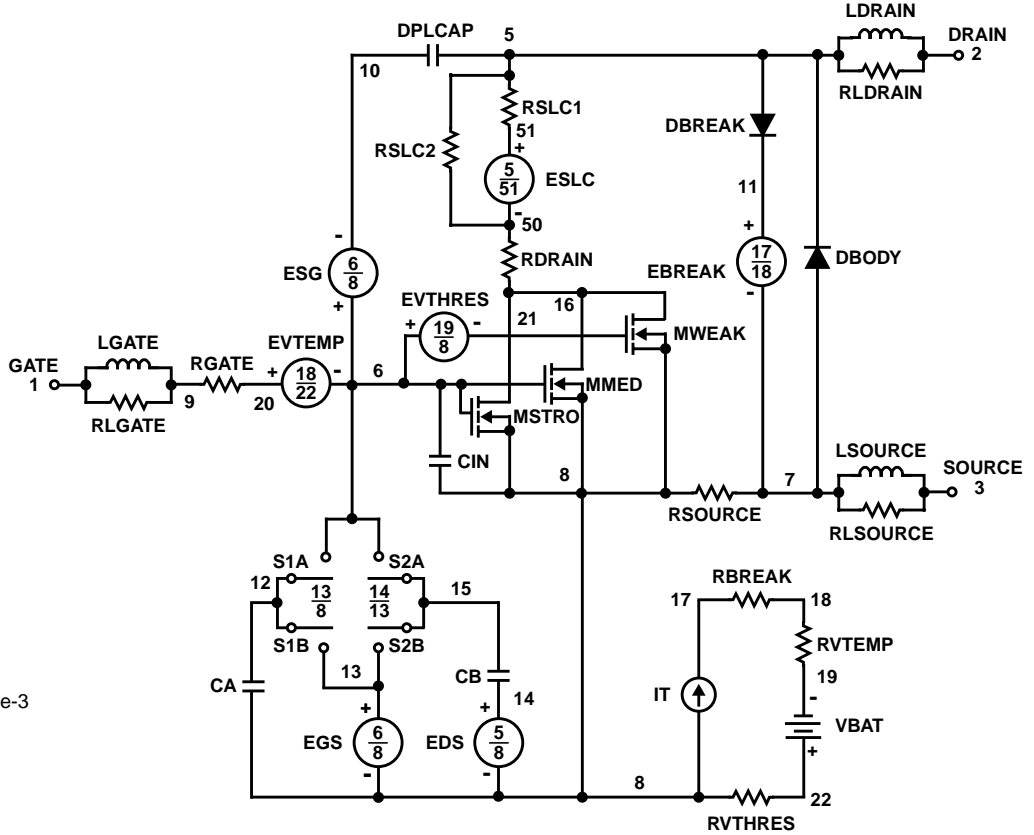 LDRAIN
DPLCAP 5 DRAIN
10 2
RLDRAIN
RSLC1
DBREAK
51
+
RSLC2
5
51
ESLC
11
-
50
+
-
RDRAIN
17
18
EBREAK
DBODY
6
8
ESG
EVTHRES
16
-
+
+
19
8
-
21
MWEAK
LGATE
EVTEMP
GATE
1
RGATE
+
18
22
-
6
MMED
9
20
RLGATE
MSTRO
LSOURCE
CIN
8
7
SOURCE
3
RSOURCE
RLSOURCE
S1A
S2A
12
13
8
14
13
15
RBREAK
17
18
S1B
S2B
RVTEMP
13
CB
19
CA
14
IT
-
e-3
+
+
VBAT
EGS
6
8
EDS
5
8
+
-
-
8
22
RVTHRES